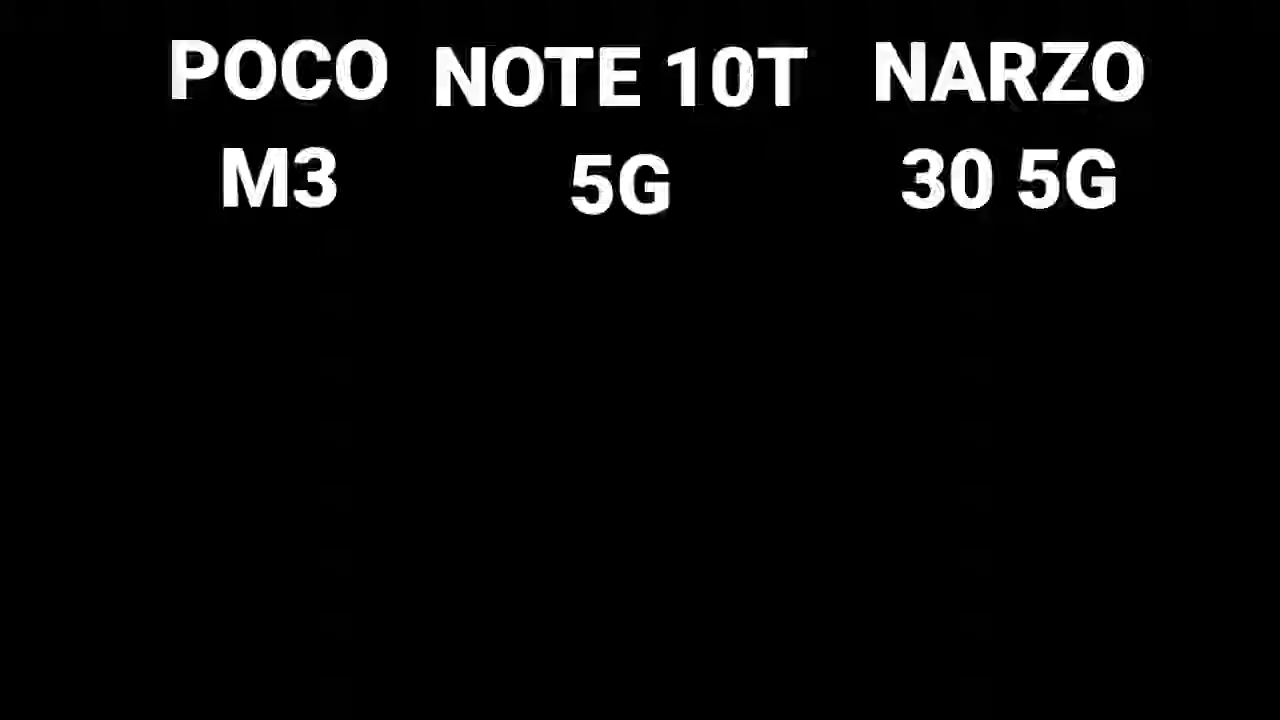 POCO
M3
NOTE 10T
5G
NARZO
30 5G